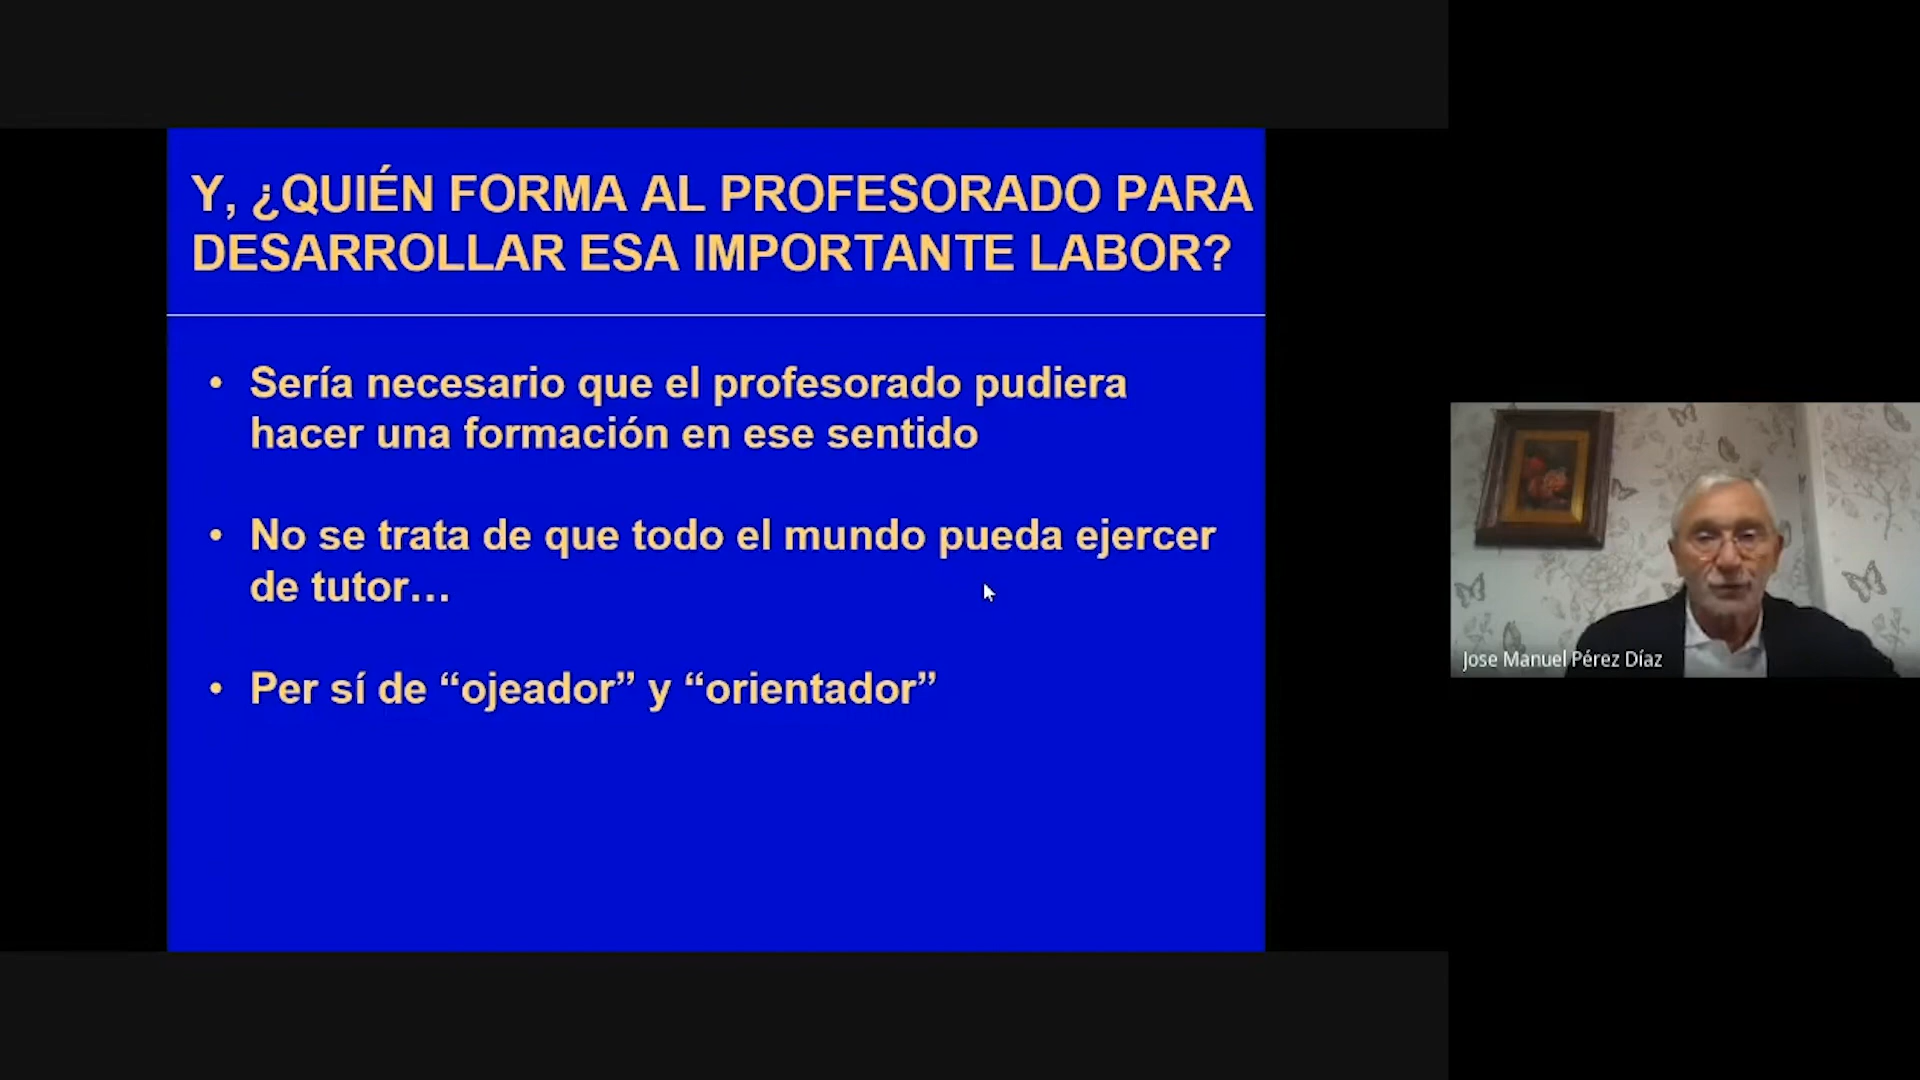 Y, ¿QUIÉN FORMA AL PROFESORADO PARA
DESARROLLAR ESA IMPORTANTE LABOR?
• Sería necesario que el profesorado pudiera
hacer una formación en ese sentido
• No se trata de que todo el mundo pueda ejercer
de tutor…
• Per sí de “ojeador” y “orientador”
Jose Manuel Pérez Díaz